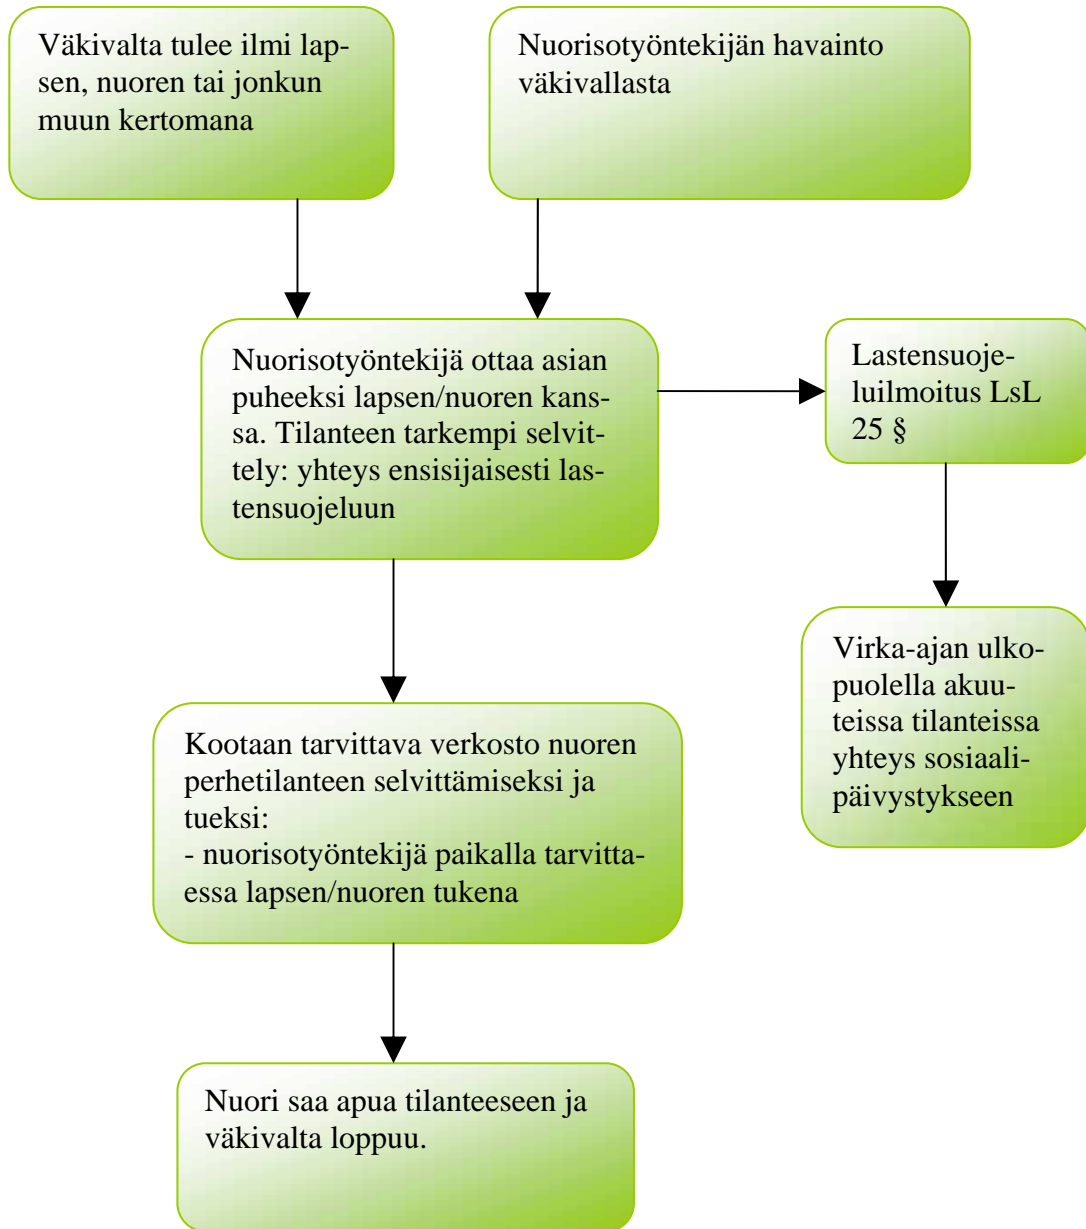 Väkivalta tulee ilmi lap-
sen, nuoren tai jonkun
muun kertomana
Nuorisotyöntekijän havainto
väkivallasta
Nuorisotyöntekijä ottaa asian
puheeksi lapsen/nuoren kans-
sa. Tilanteen tarkempi selvit-
tely: yhteys ensisijaisesti las-
tensuojeluun
Lastensuoje-
luilmoitus LsL
25 §
Virka-ajan ulko-
puolella akuu-
teissa tilanteissa
yhteys sosiaali-
päivystykseen
Kootaan tarvittava verkosto nuoren
perhetilanteen selvittämiseksi ja
tueksi:
- nuorisotyöntekijä paikalla tarvitta-
essa lapsen/nuoren tukena
Nuori saa apua tilanteeseen ja
väkivalta loppuu.